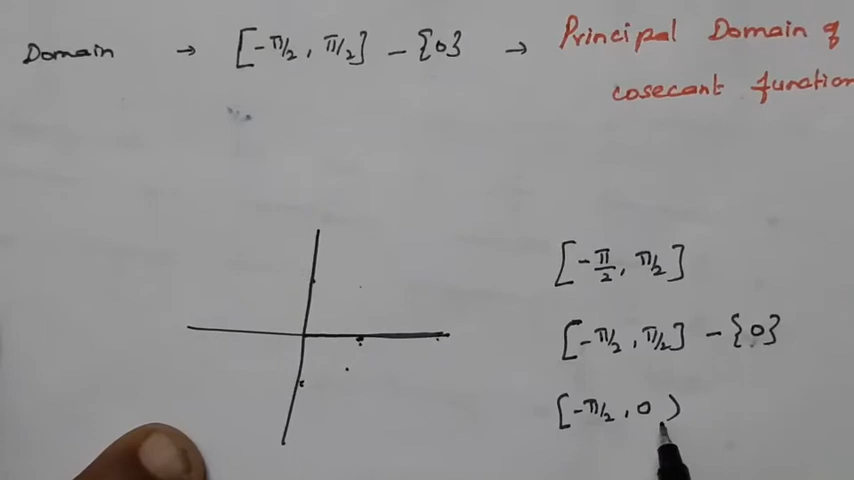 Domain → [-π/2, π/2] - {0} → Principal Domain of
cosecant function
[-π/2, π/2]
[-π/2, π/2] - {0}
[-π/2, 0)